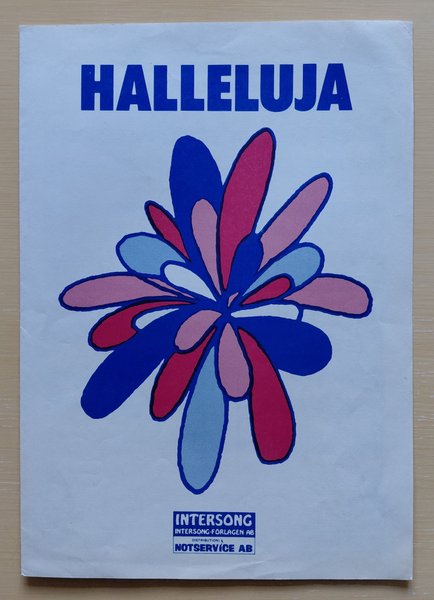 HALLELUJA
INTERSONG
INTERSONG-FÖRLAGEN AB
DISTRIBUTION:
NOTSERVICE AB